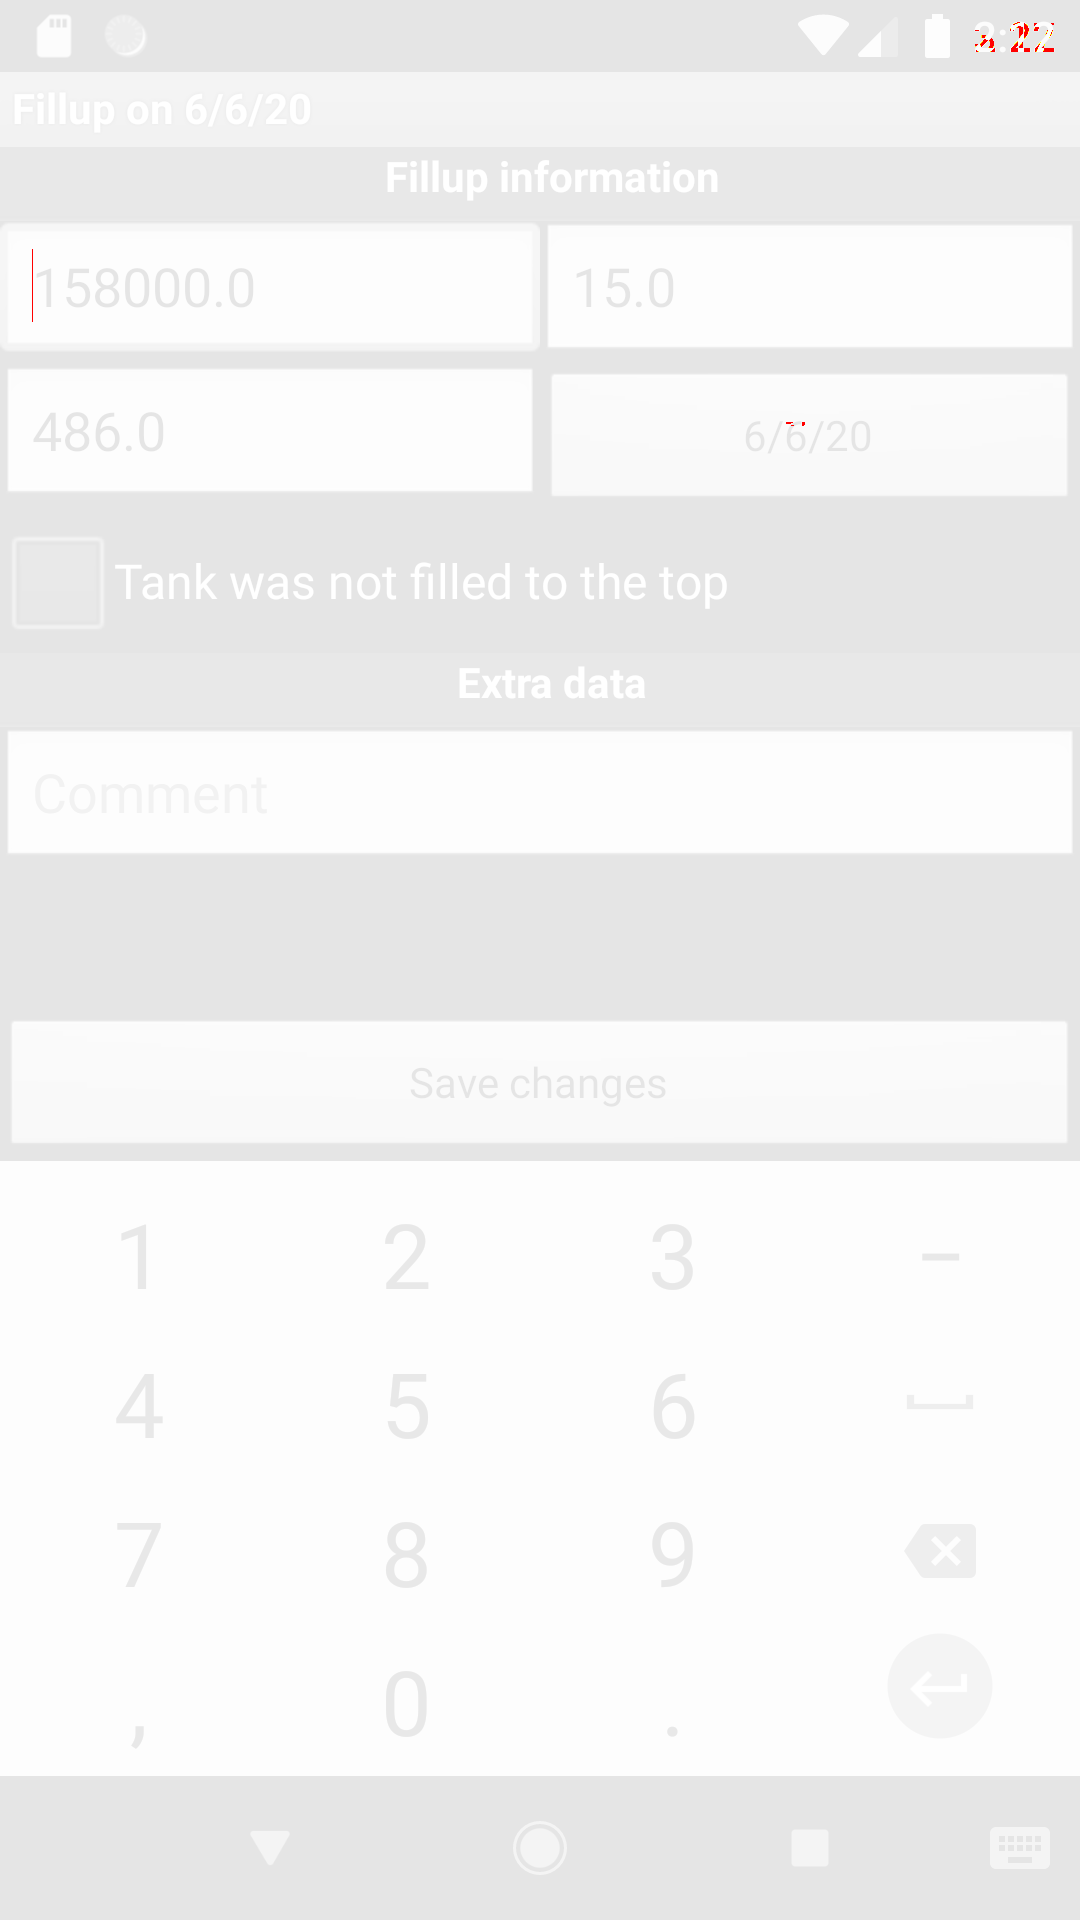 Fillup on 6/6/20
Fillup information
158000.0
15.0
486.0
6/6/20
Tank was not filled to the top
Extra data
Comment
Save changes
1 2 3 –
4 5 6
7 8 9
, 0 .